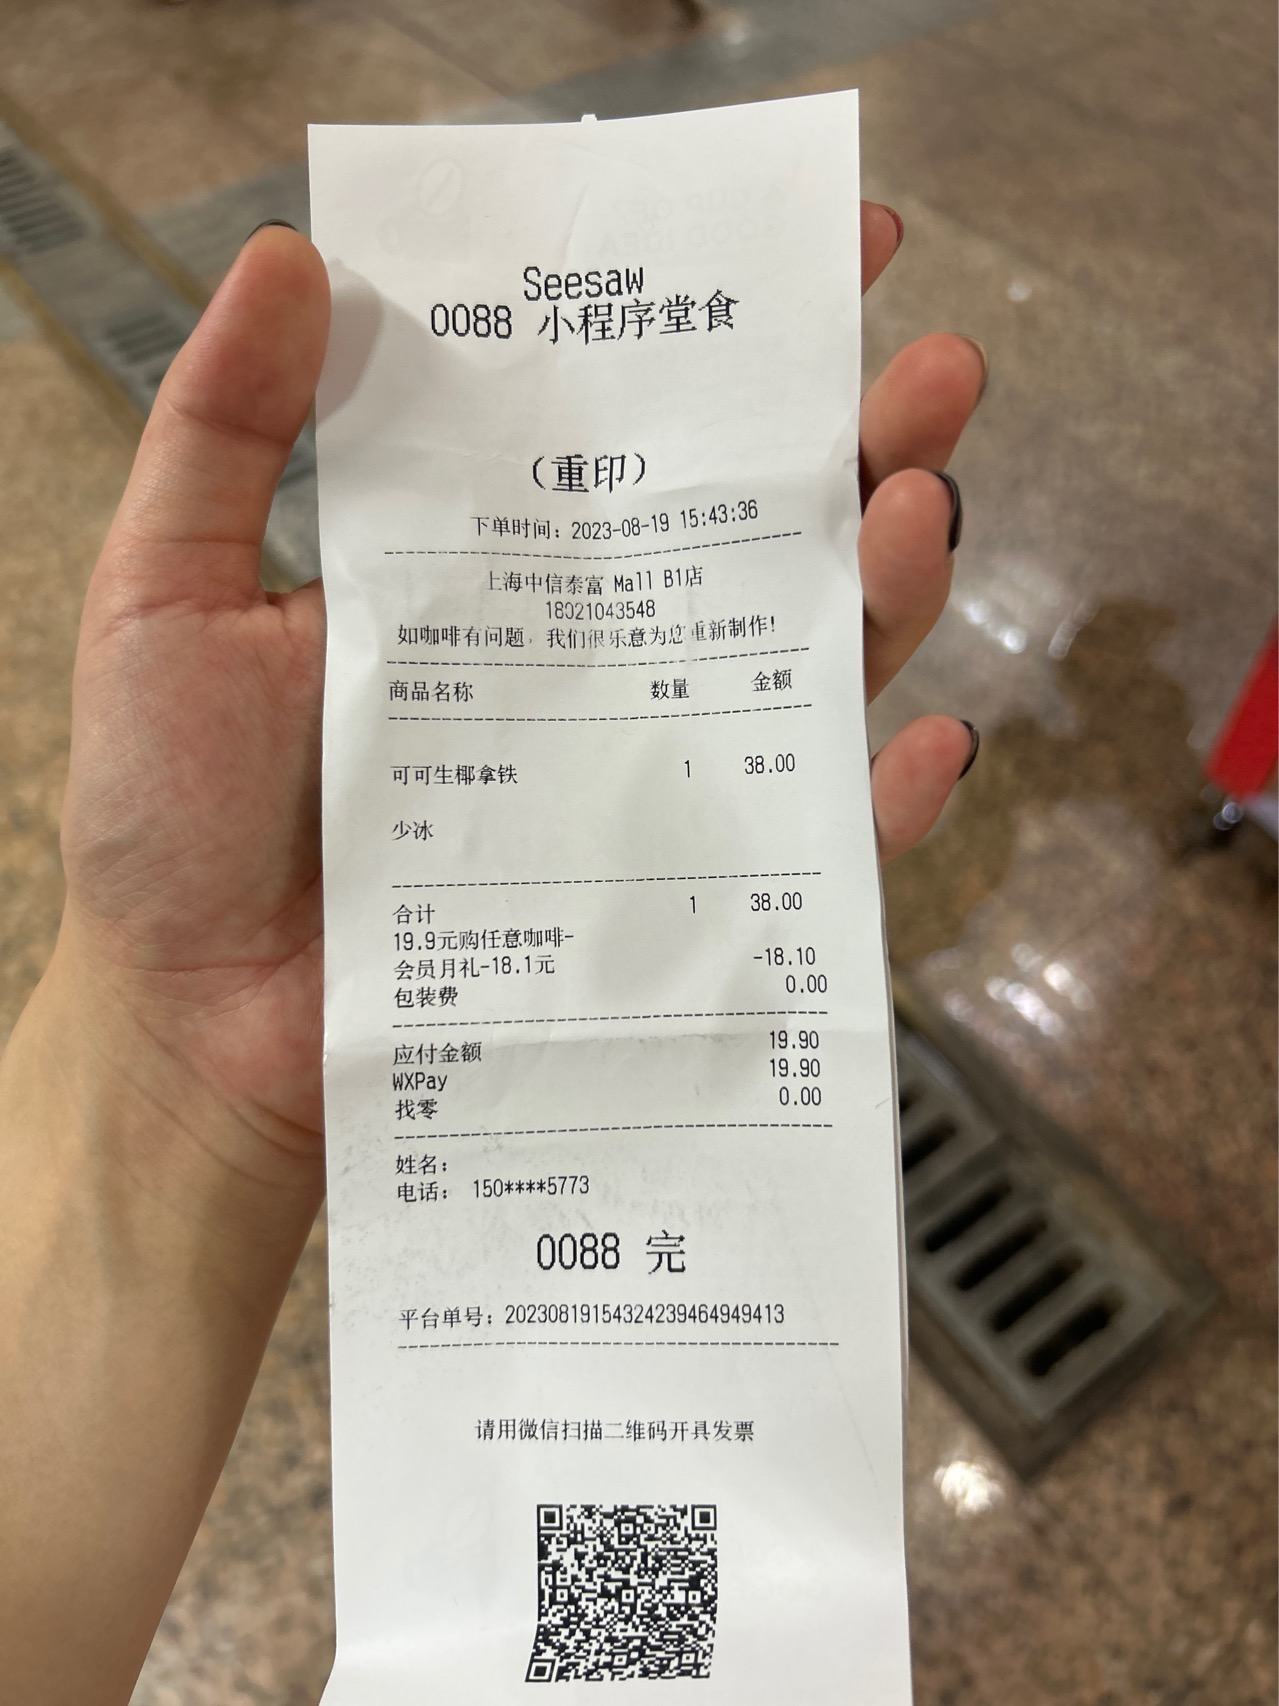 Seesaw
0088 小程序堂食
（重印）
下单时间：2023-08-19 15:43:36
上海中信泰富 Mall B1店
18021043548
如咖啡有问题，我们很乐意为您重新制作！
商品名称 数量 金额
可可生椰拿铁 1 38.00
少冰
合计 1 38.00
19.9元购任意咖啡-
会员月礼-18.1元 -18.10
包装费 0.00
应付金额 19.90
WXPay 19.90
找零 0.00
姓名：
电话： 150****5773
0088 完
平台单号：20230819154324239464949413
请用微信扫描二维码开具发票